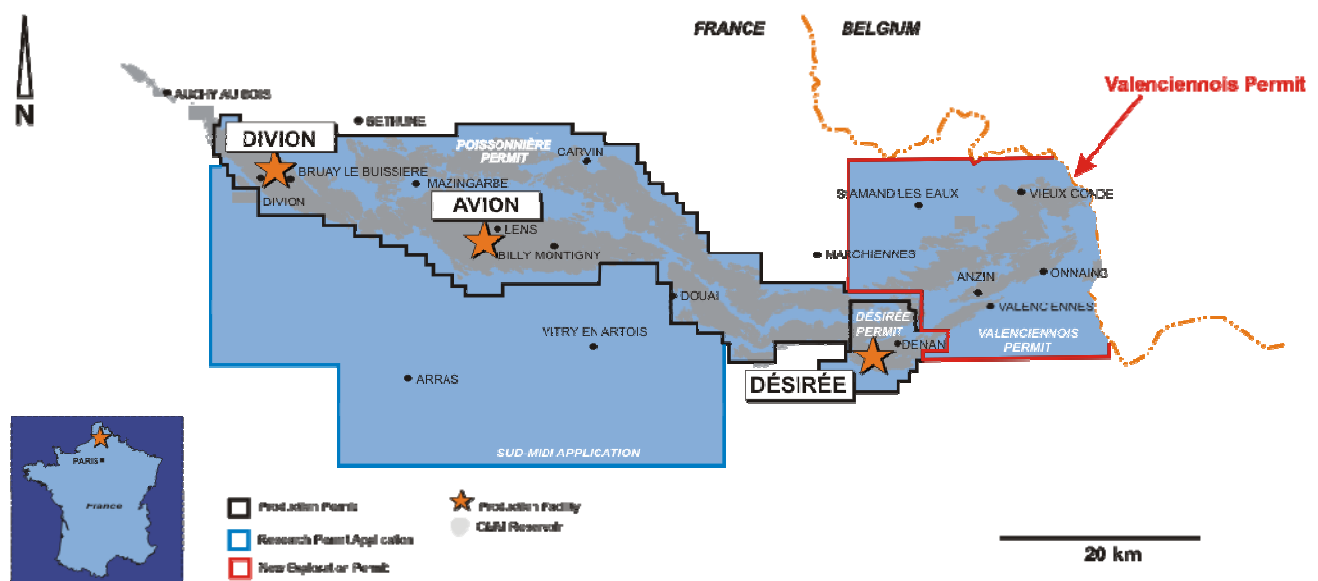 FRANCE
BELGIUM
Valenciennois Permit
N
AUCHY AU BOIS
BETHUNE
DIVION
POISSONNIÈRE
PERMIT
CARVIN
BRUAY LE BUISSIERE
MAZINGARBE
DIVION
AVION
LENS
BILLY MONTIGNY
ST AMAND LES EAUX
VIEUX CONDE
MARCHIENNES
ONNAING
ANZIN
VALENCIENNES
DOUAI
DÉSIRÉE
PERMIT
DENAN
VALENCIENNOIS
PERMIT
VITRY EN ARTOIS
ARRAS
DÉSIRÉE
SUD-MIDI APPLICATION
PARIS
France
Production Permits
Research Permit Application
New Exploration Permit
Production Facility
CMM Reservoir
20 km